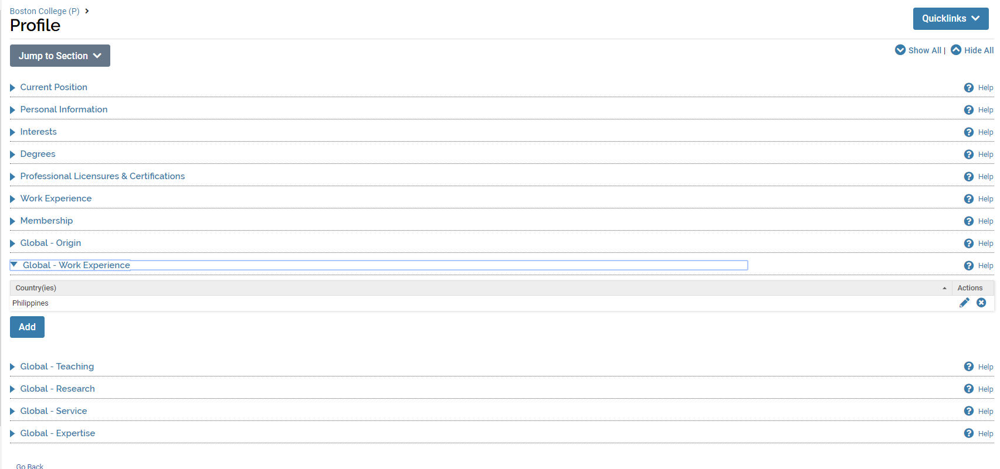 Boston College (P)
Profile
Quicklinks
Jump to Section
Show All | Hide All
Current Position Help
Personal Information Help
Interests Help
Degrees Help
Professional Licensures & Certifications Help
Work Experience Help
Membership Help
Global - Origin Help
Global - Work Experience Help
Country(ies) Actions
Philippines
Add
Global - Teaching Help
Global - Research Help
Global - Service Help
Global - Expertise Help
Go Back